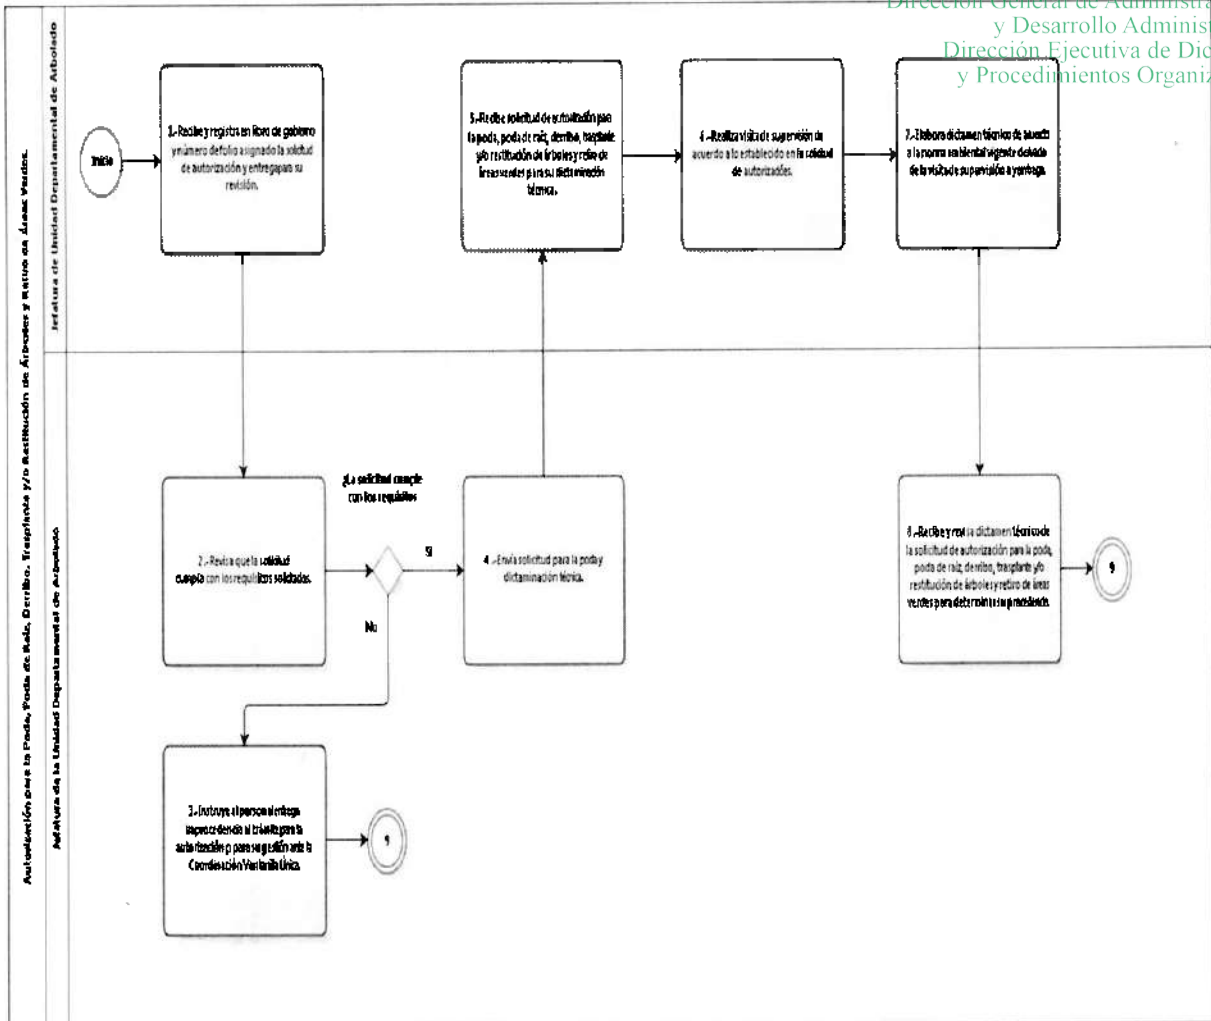 Dirección General de Administra
y Desarrollo Administ
Dirección Ejecutiva de Dic
y Procedimientos Organiz
Autorización para la Poda, Poda de Raíz, Derribo, Trasplante y/o Restitución de Árboles y Retiro de Áreas Verdes.
Jefatura de Unidad Departamental de Arbolado
Inicio
1.-Recibe y registra en libro de gobierno
y número de folio asignado la solicitud
de autorización y entrega para su
revisión.
5.-Recibe solicitud de autorización para
la poda, poda de raíz, derribo, trasplante
y/o restitución de árboles y retiro de
áreas verdes para su dictaminación
técnica.
6.-Realiza visita de supervisión de
acuerdo a lo establecido en la solicitud
de
7.-Elabora dictamen técnico de acuerdo
a la norma ambiental vigente derivado
de la visita de supervisión
Jefatura de la Unidad Departamental de Arbolado
2.-Revisa que la solicitud
cumpla con los requisitos solicitados.
¿La solicitud cumple
con los requisitos
Si
No
4.-Envía solicitud para la poda y
dictaminación técnica.
8.-Recibe y revisa dictamen técnico de
la solicitud de autorización para la poda,
poda de raíz, derribo, trasplante y/o
restitución de árboles y retiro de áreas
verdes para determinar su
9
3.-Instruye al personal
improcedencia al trámite para la
autorización para su gestión ante la
Coordinación Ventanilla Única.
9